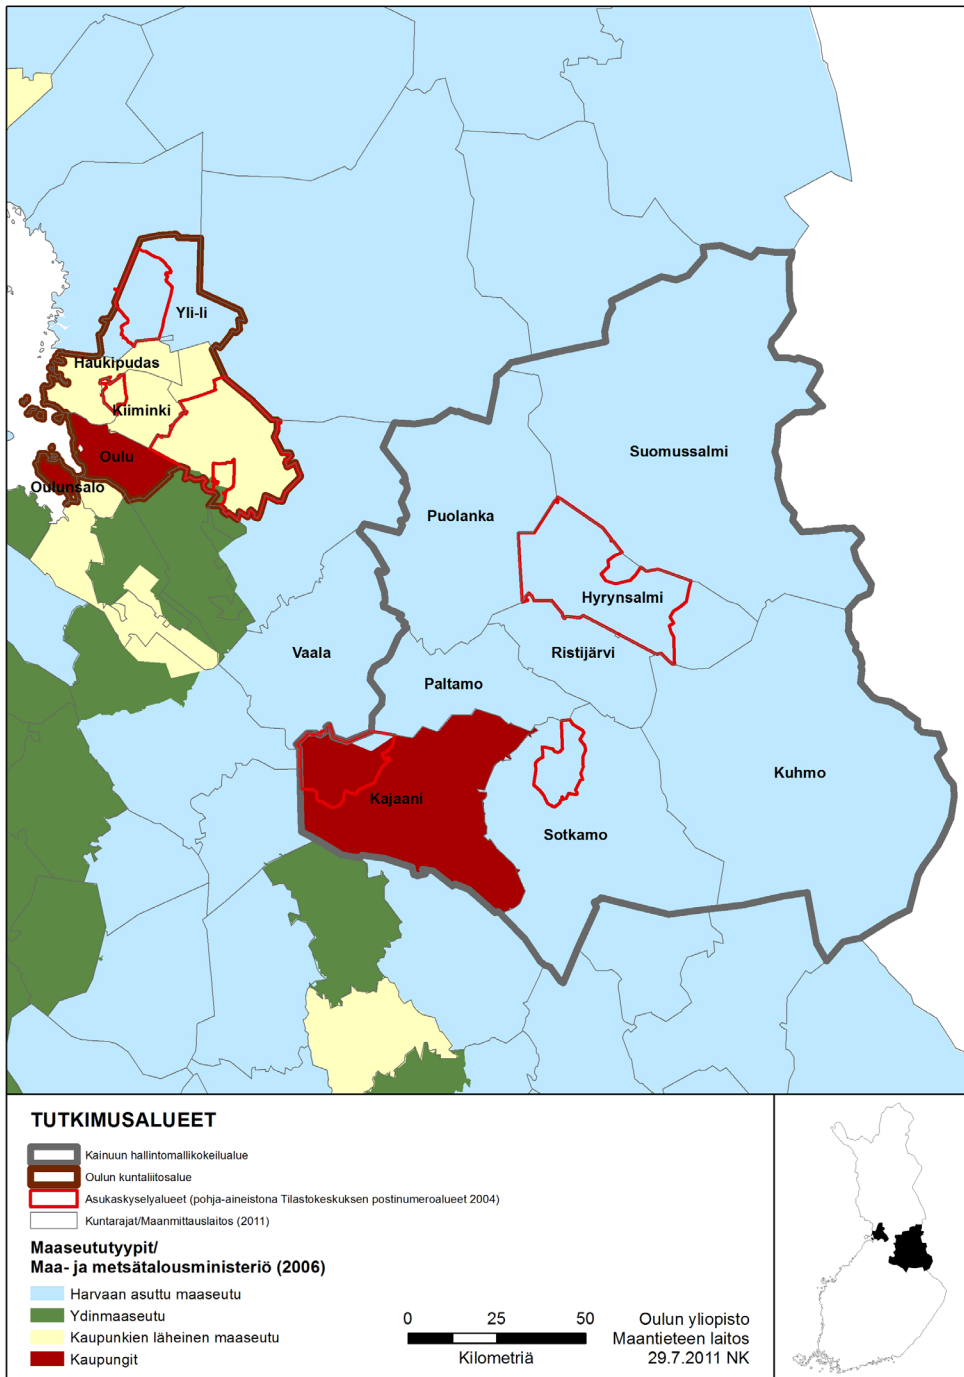 Yli-Ii
Haukipudas
Kiiminki
Oulu
Oulunsalo
Suomussalmi
Puolanka
Hyrynsalmi
Ristijärvi
Vaala
Paltamo
Kuhmo
Kajaani
Sotkamo
TUTKIMUSALUEET
Kainuun hallintomallikokeilualue
Oulun kuntaliitosalue
Asukaskyselyalueet (pohja-aineistona Tilastokeskuksen postinumeroalueet 2004)
Kuntarajat/Maanmittauslaitos (2011)
Maaseututyypit/
Maa- ja metsätalousministeriö (2006)
Harvaan asuttu maaseutu
Ydinmaaseutu
Kaupunkien läheinen maaseutu
Kaupungit
0 25 50
Kilometriä
Oulun yliopisto
Maantieteen laitos
29.7.2011 NK